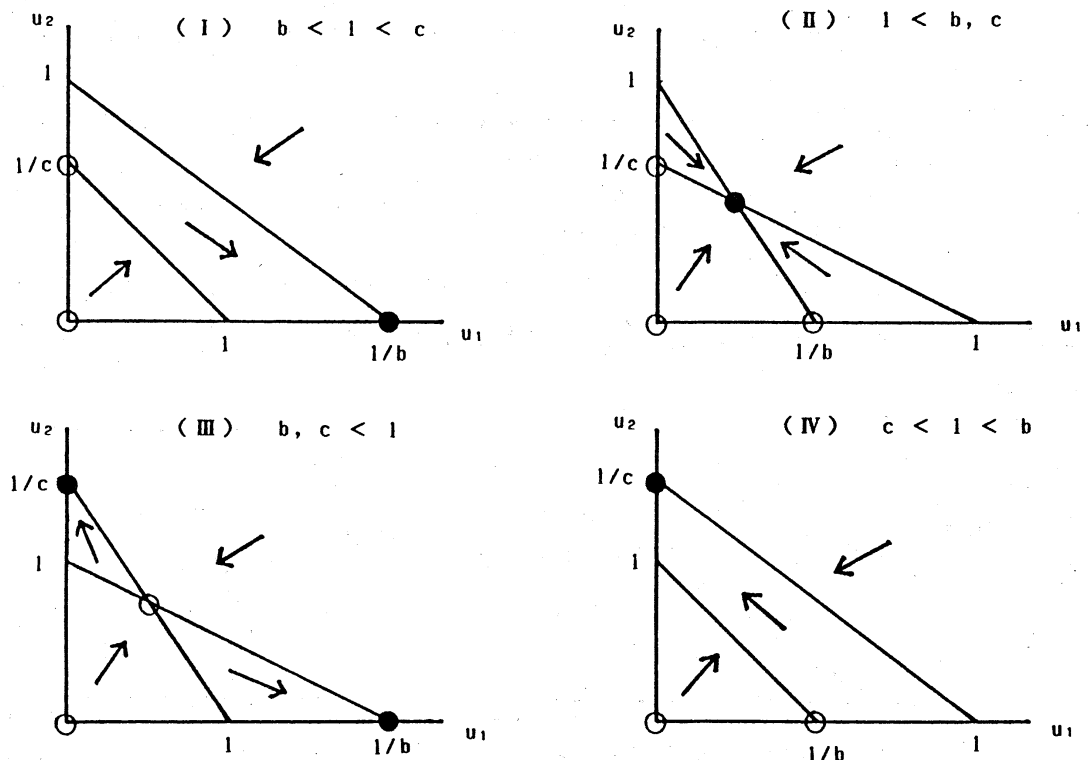 u₂
( I ) b < 1 < c
1
1/c
1
1/b
u₁
u₂
( II ) 1 < b, c
1
1/c
1/b
1
u₁
u₂
( III ) b, c < 1
1/c
1
1
1/b
u₁
u₂
( IV ) c < 1 < b
1/c
1
1/b
1
u₁